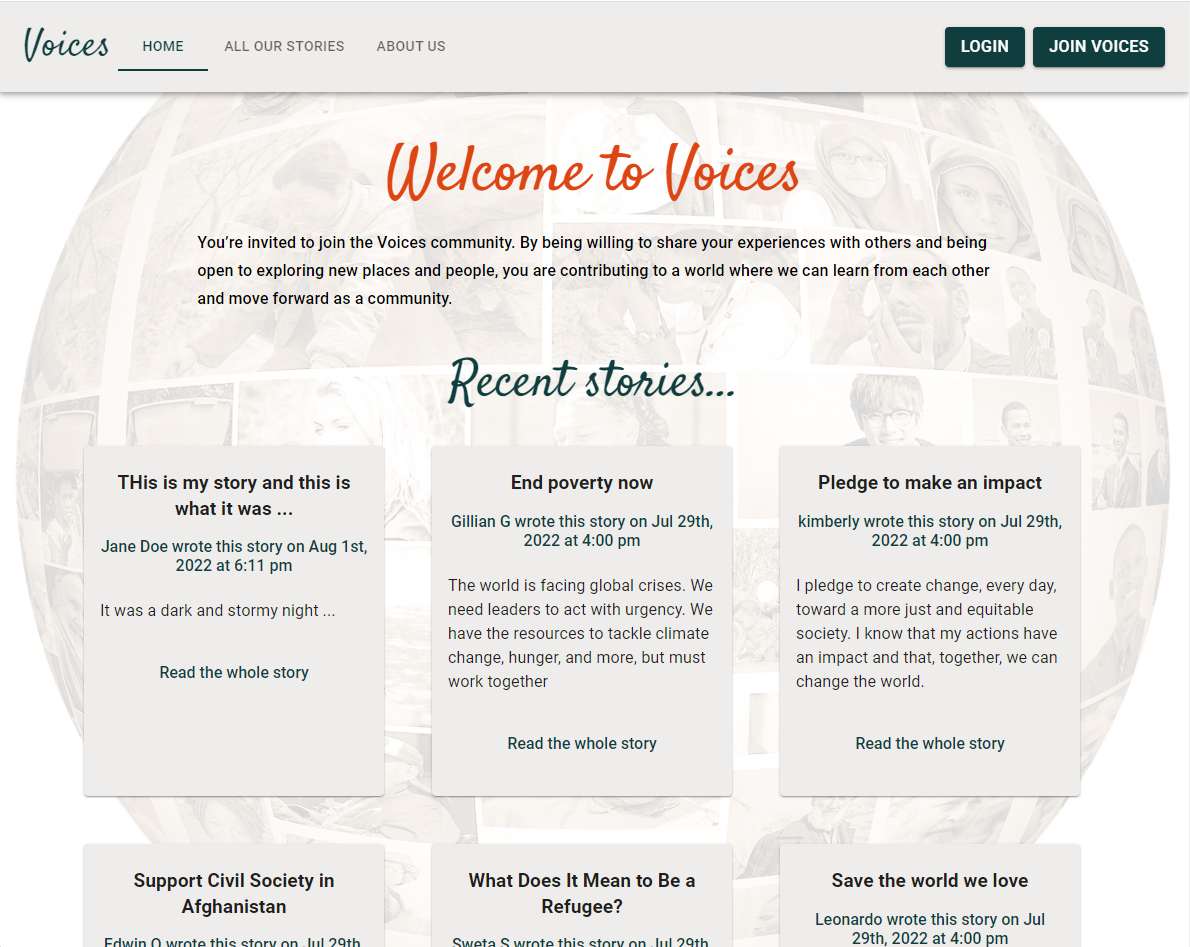 Voices
HOME
ALL OUR STORIES
ABOUT US
LOGIN
JOIN VOICES
Welcome to Voices
You’re invited to join the Voices community. By being willing to share your experiences with others and being
open to exploring new places and people, you are contributing to a world where we can learn from each other
and move forward as a community.
Recent stories...
THis is my story and this is
what it was ...
Jane Doe wrote this story on Aug 1st,
2022 at 6:11 pm
It was a dark and stormy night ...
Read the whole story
End poverty now
Gillian G wrote this story on Jul 29th,
2022 at 4:00 pm
The world is facing global crises. We
need leaders to act with urgency. We
have the resources to tackle climate
change, hunger, and more, but must
work together
Read the whole story
Pledge to make an impact
kimberly wrote this story on Jul 29th,
2022 at 4:00 pm
I pledge to create change, every day,
toward a more just and equitable
society. I know that my actions have
an impact and that, together, we can
change the world.
Read the whole story
Support Civil Society in
Afghanistan
Edwin O wrote this story on Jul 29th,
What Does It Mean to Be a
Refugee?
Sweta S wrote this story on Jul 29th,
Save the world we love
Leonardo wrote this story on Jul
29th, 2022 at 4:00 pm